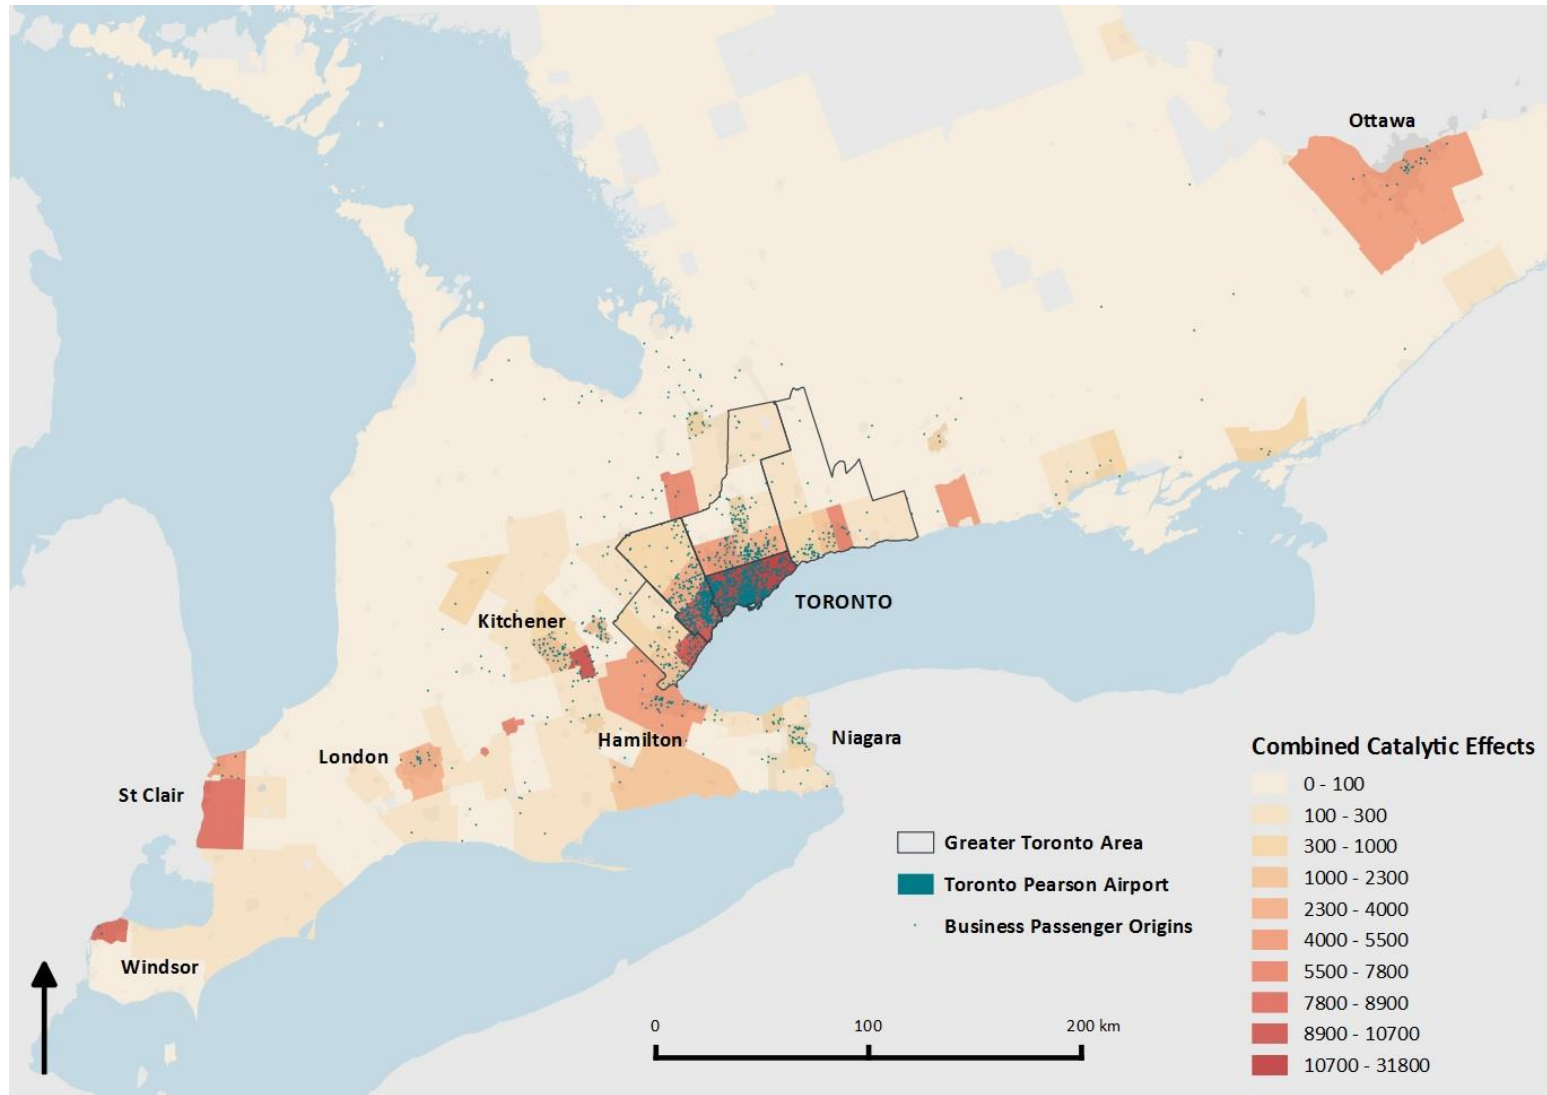 Ottawa
TORONTO
Kitchener
Hamilton
Niagara
London
St Clair
Windsor
Greater Toronto Area
Toronto Pearson Airport
Business Passenger Origins
0 100 200 km
Combined Catalytic Effects
0 - 100
100 - 300
300 - 1000
1000 - 2300
2300 - 4000
4000 - 5500
5500 - 7800
7800 - 8900
8900 - 10700
10700 - 31800